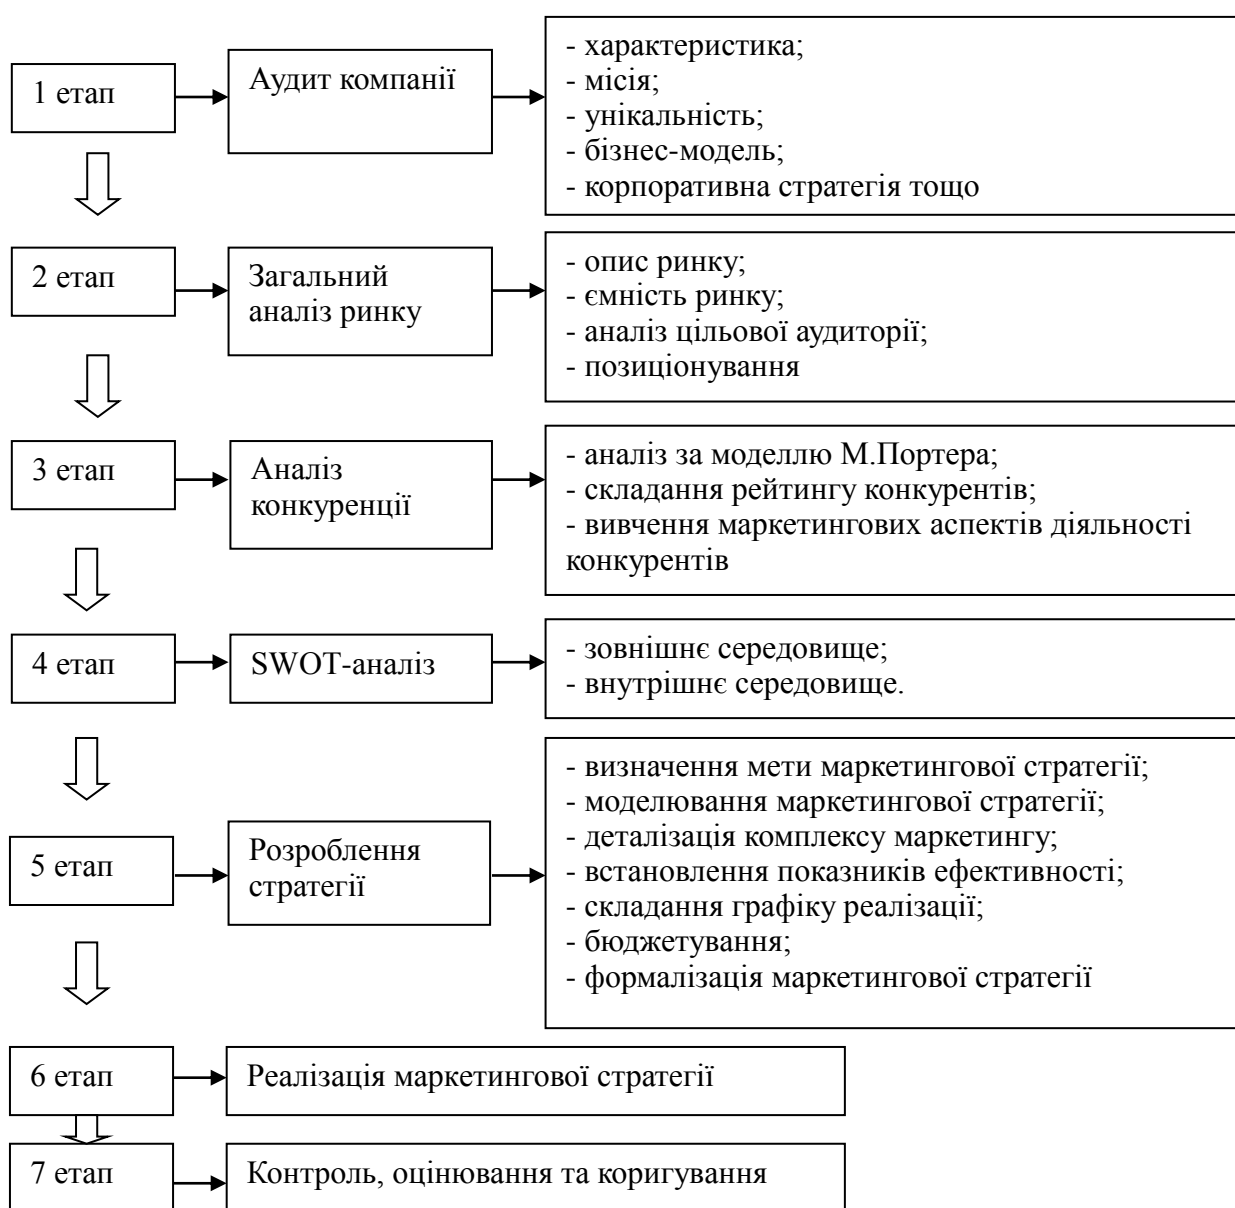 1 етап
Аудит компанії
- характеристика;
- місія;
- унікальність;
- бізнес-модель;
- корпоративна стратегія тощо
2 етап
Загальний
аналіз ринку
- опис ринку;
- ємність ринку;
- аналіз цільової аудиторії;
- позиціонування
3 етап
Аналіз
конкуренції
- аналіз за моделлю М.Портера;
- складання рейтингу конкурентів;
- вивчення маркетингових аспектів діяльності
конкурентів
4 етап
SWOT-аналіз
- зовнішнє середовище;
- внутрішнє середовище.
5 етап
Розроблення
стратегії
- визначення мети маркетингової стратегії;
- моделювання маркетингової стратегії;
- деталізація комплексу маркетингу;
- встановлення показників ефективності;
- складання графіку реалізації;
- бюджетування;
- формалізація маркетингової стратегії
6 етап
Реалізація маркетингової стратегії
7 етап
Контроль, оцінювання та коригування